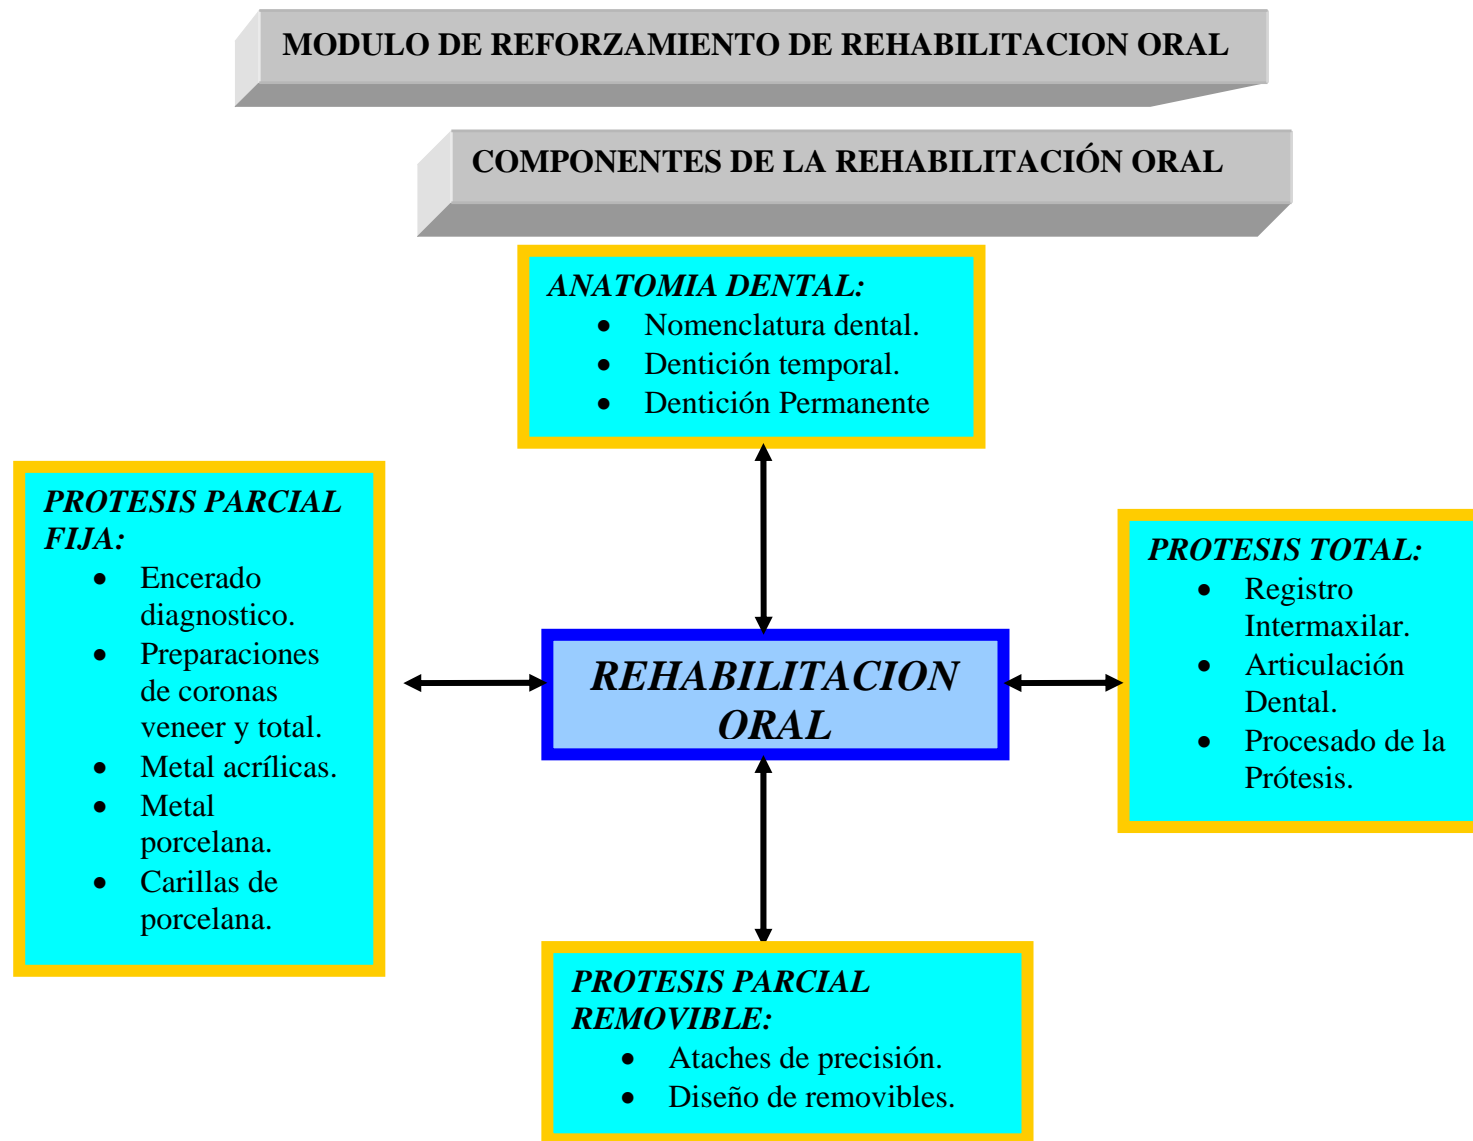 MODULO DE REFORZAMIENTO DE REHABILITACION ORAL
COMPONENTES DE LA REHABILITACIÓN ORAL
ANATOMIA DENTAL:
• Nomenclatura dental.
• Dentición temporal.
• Dentición Permanente
PROTESIS PARCIAL
FIJA:
• Encerado
diagnostico.
• Preparaciones
de coronas
veneer y total.
• Metal acrílicas.
• Metal
porcelana.
• Carillas de
porcelana.
REHABILITACION
ORAL
PROTESIS TOTAL:
• Registro
Intermaxilar.
• Articulación
Dental.
• Procesado de la
Prótesis.
PROTESIS PARCIAL
REMOVIBLE:
• Ataches de precisión.
• Diseño de removibles.